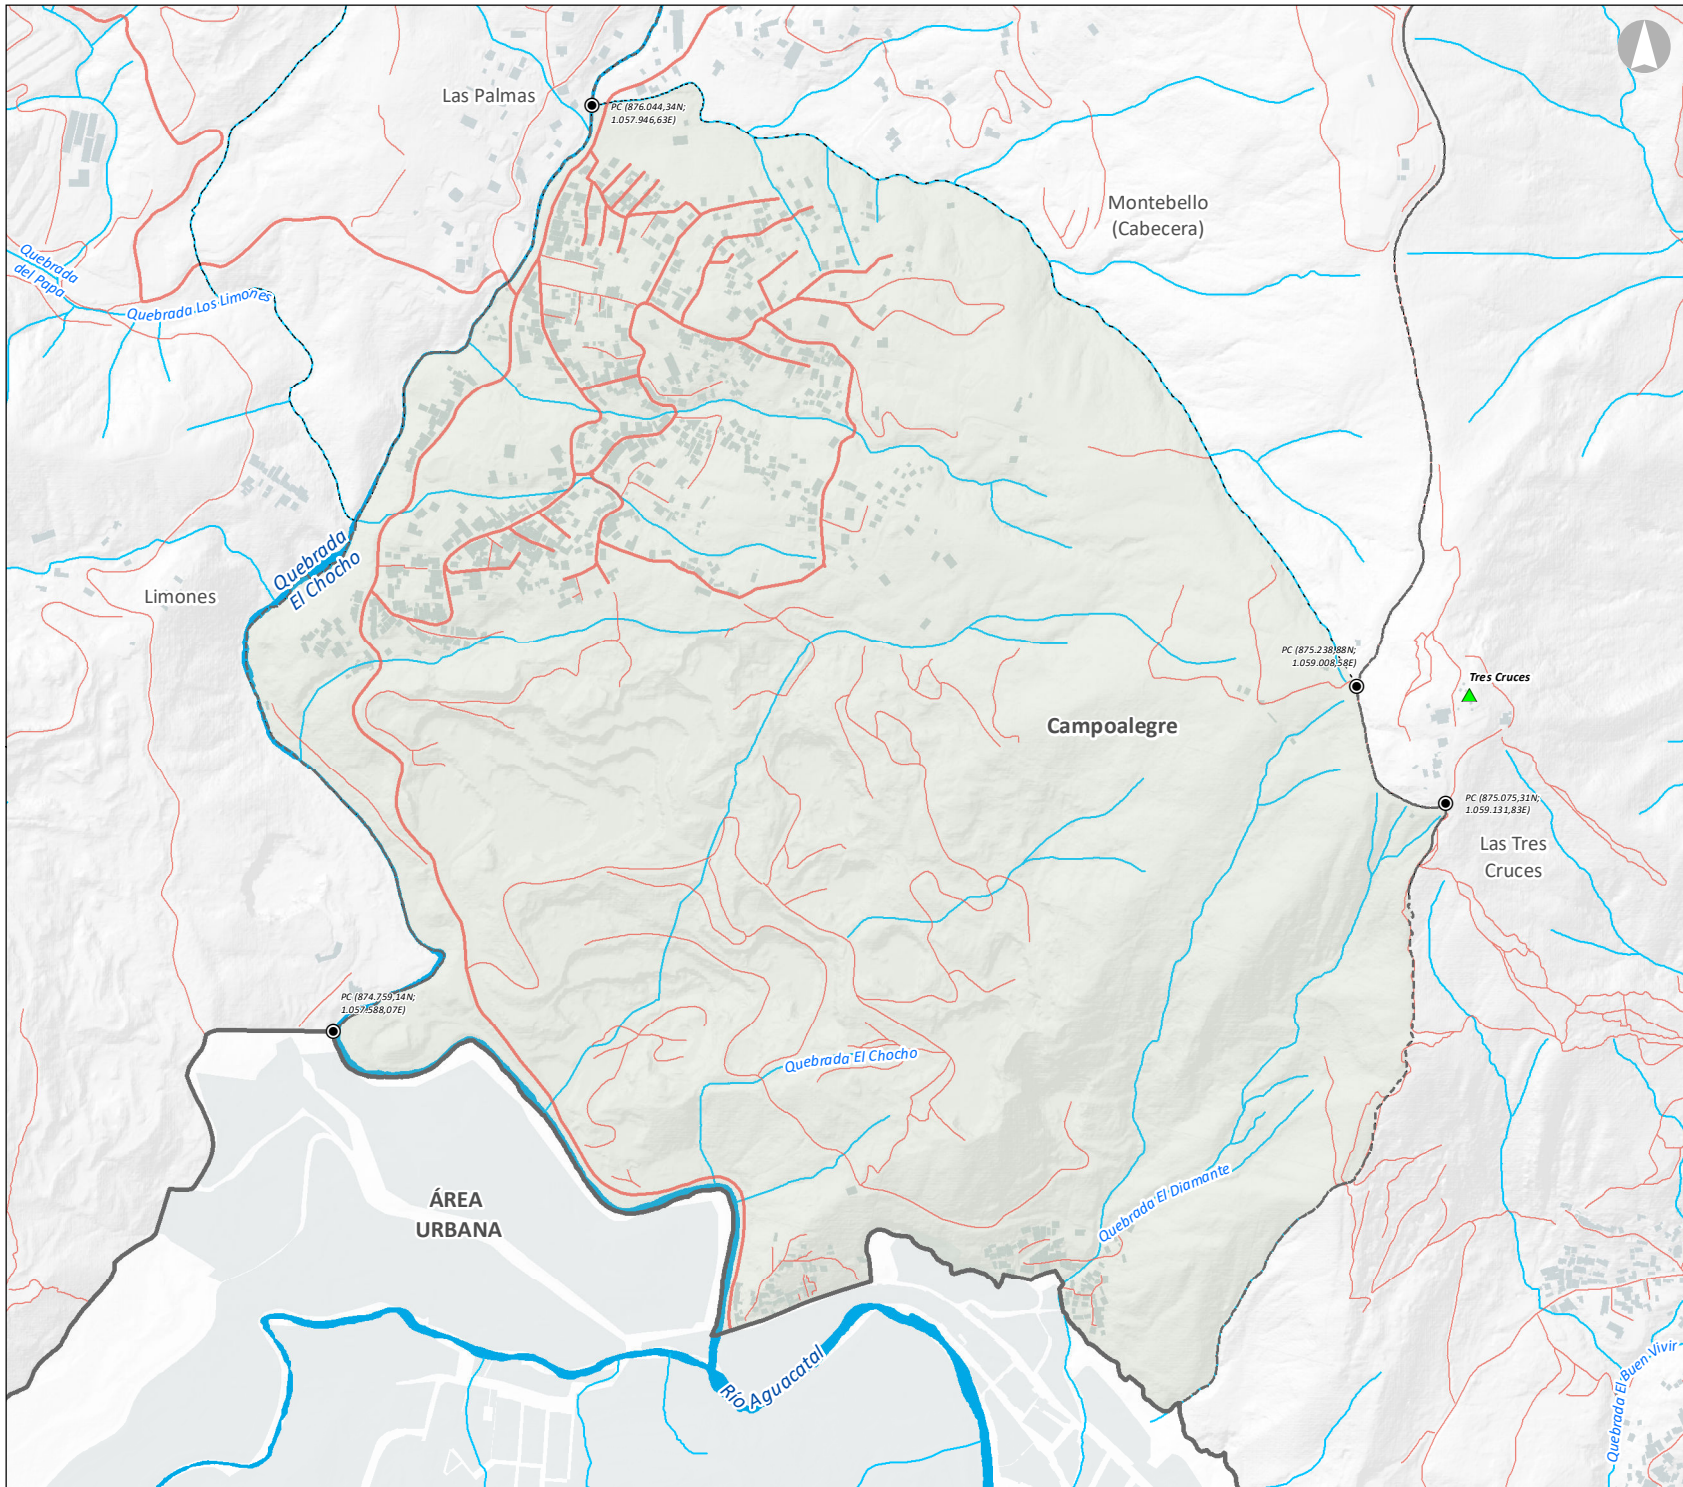 Las Palmas
PC (876.044,34N;
1.057.946,63E)
Montebello
(Cabecera)
Quebrada
del Papa
Quebrada Los Limones
Quebrada
El Chocho
Limones
PC (875.238,88N;
1.059.008,58E)
Tres Cruces
Campoalegre
PC (875.075,31N;
1.059.131,83E)
Las Tres
Cruces
PC (874.759,14N;
1.057.588,07E)
Quebrada El Chocho
Quebrada El Diamante
ÁREA
URBANA
Río Aguacatal
Quebrada El Buen Vivir